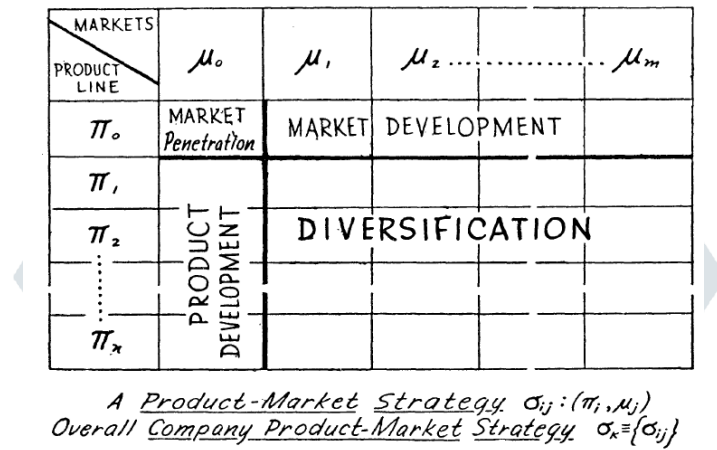 MARKETS
PRODUCT
LINE
μ₀ μ₁ μ₂ .................... μₘ
π₀
MARKET
Penetration
MARKET DEVELOPMENT
π₁
π₂
π𝓃
PRODUCT
DEVELOPMENT
DIVERSIFICATION
A Product-Market Strategy σᵢⱼ : (πᵢ, μⱼ)
Overall Company Product-Market Strategy σₖ≡{σᵢⱼ}